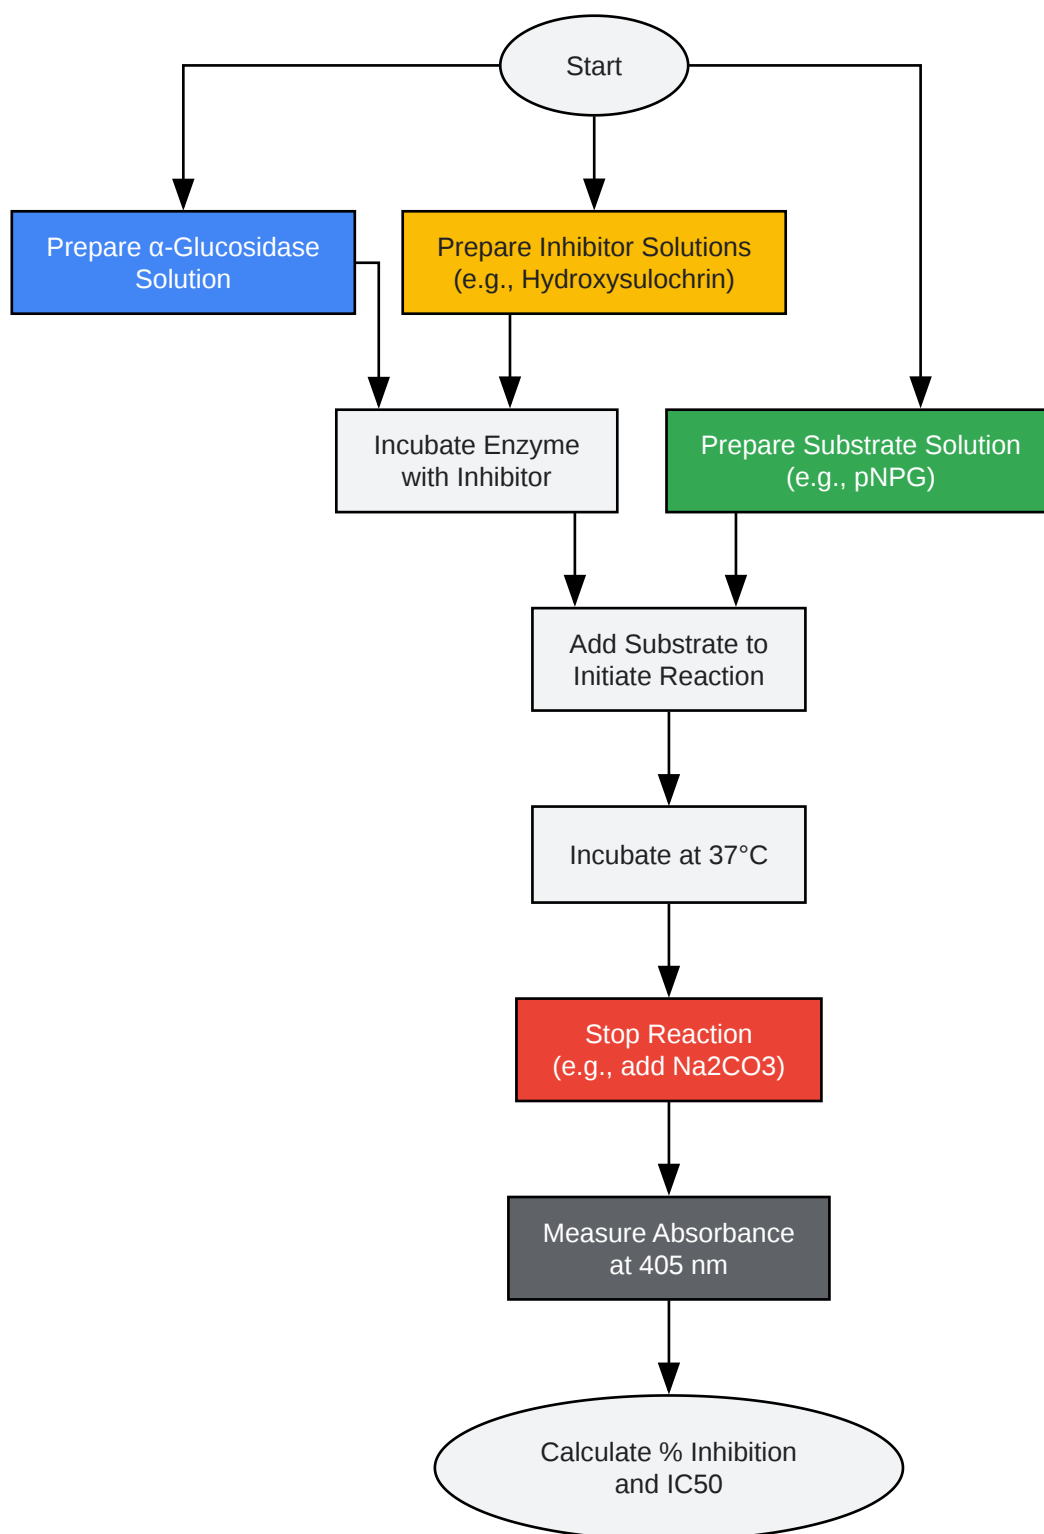 Start
Prepare α-Glucosidase
Solution
Prepare Inhibitor Solutions
(e.g., Hydroxysulochrin)
Incubate Enzyme
with Inhibitor
Prepare Substrate Solution
(e.g., pNPG)
Add Substrate to
Initiate Reaction
Incubate at 37°C
Stop Reaction
(e.g., add Na2CO3)
Measure Absorbance
at 405 nm
Calculate % Inhibition
and IC50